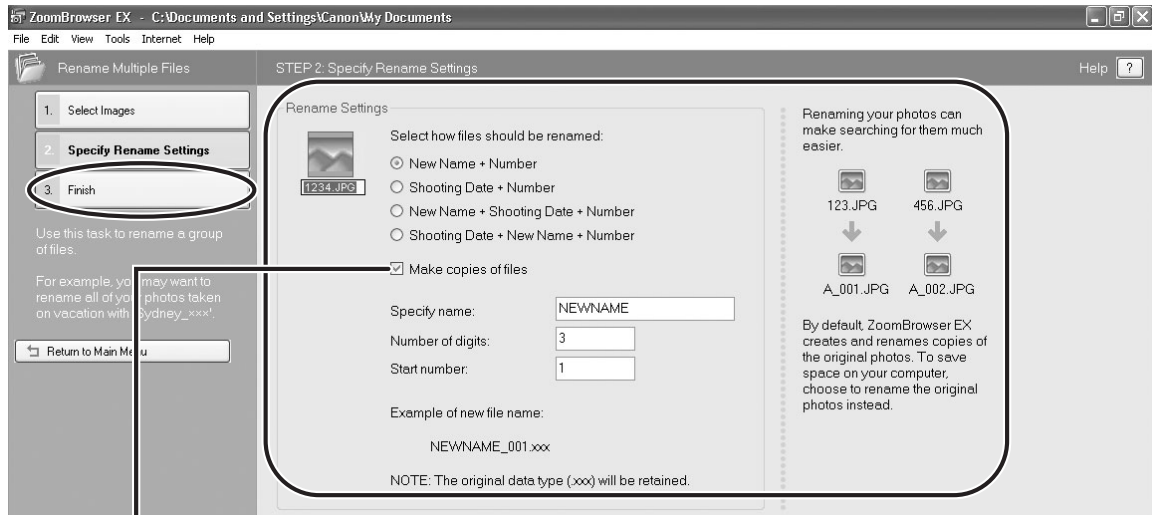 ZoomBrowser EX - C:\Documents and Settings\Canon\My Documents
File Edit View Tools Internet Help
Rename Multiple Files
STEP 2: Specify Rename Settings
Help ?
1. Select Images
2. Specify Rename Settings
3. Finish
Use this task to rename a group
of files.
For example, you may want to
rename all of your photos taken
on vacation with 'Sydney_×××'.
Return to Main Menu
Rename Settings
1234.JPG
Select how files should be renamed:
New Name + Number
Shooting Date + Number
New Name + Shooting Date + Number
Shooting Date + New Name + Number
Make copies of files
Specify name: NEWNAME
Number of digits: 3
Start number: 1
Example of new file name:
NEWNAME_001.xxx
NOTE: The original data type (.xxx) will be retained.
Renaming your photos can
make searching for them much
easier.
123.JPG 456.JPG
A_001.JPG A_002.JPG
By default, ZoomBrowser EX
creates and renames copies of
the original photos. To save
space on your computer,
choose to rename the original
photos instead.